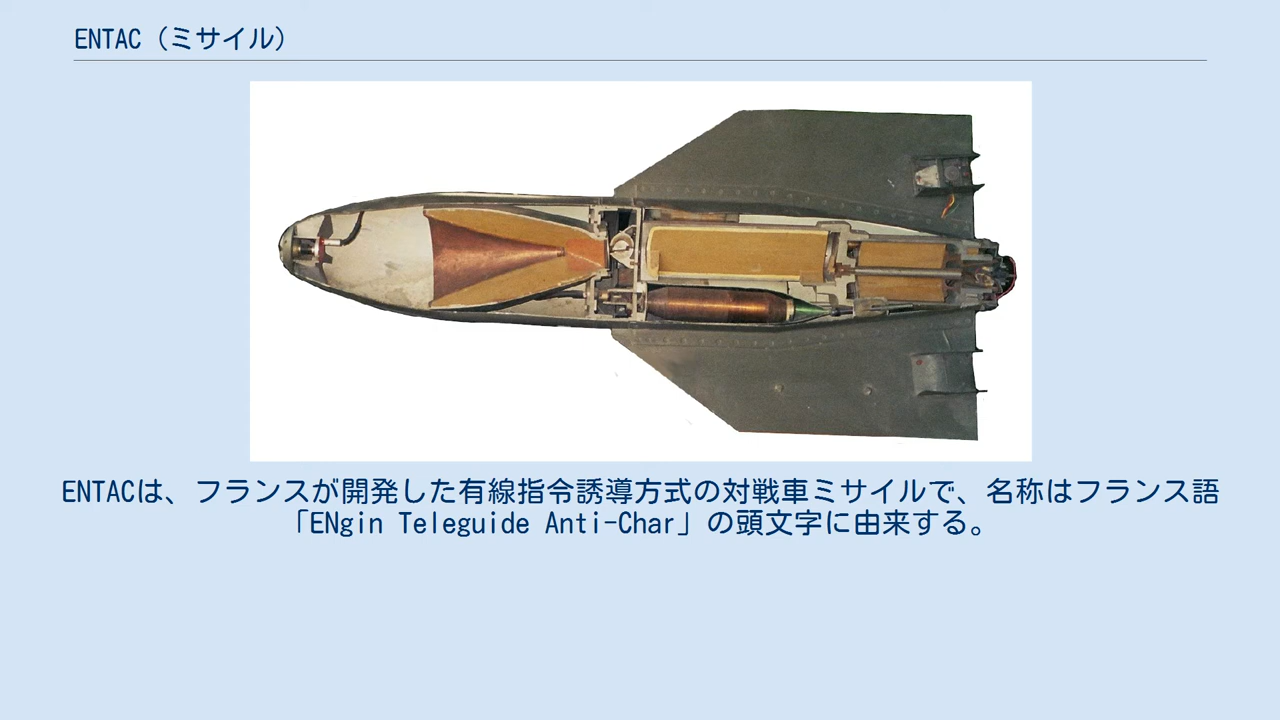 ENTAC（ミサイル）
ENTACは、フランスが開発した有線指令誘導方式の対戦車ミサイルで、名称はフランス語
「ENgin Teleguide Anti-Char」の頭文字に由来する。